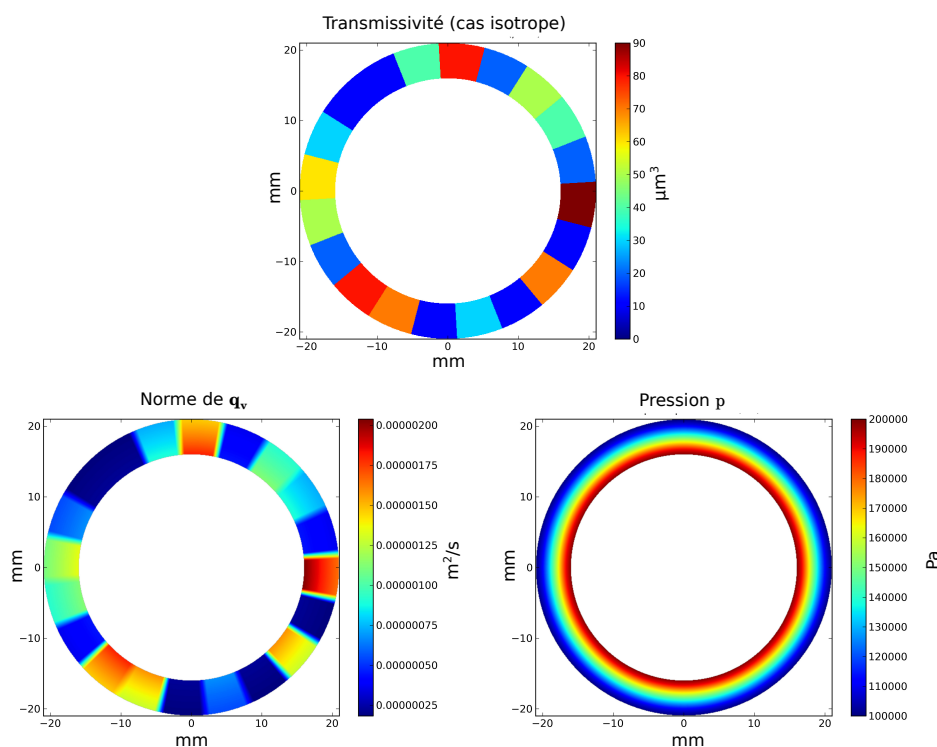 Transmissivité (cas isotrope)
20
10
0
−10
−20
mm
−20 −10 0 10 20
mm
90
80
70
60
50
40
30
20
10
0
μm³
Norme de qᵥ
20
10
0
−10
−20
mm
−20 −10 0 10 20
mm
0.00000200
0.00000175
0.00000150
0.00000125
0.00000100
0.00000075
0.00000050
0.00000025
m²/s
Pression p
20
10
0
−10
−20
mm
−20 −10 0 10 20
mm
200000
190000
180000
170000
160000
150000
140000
130000
120000
110000
100000
Pa